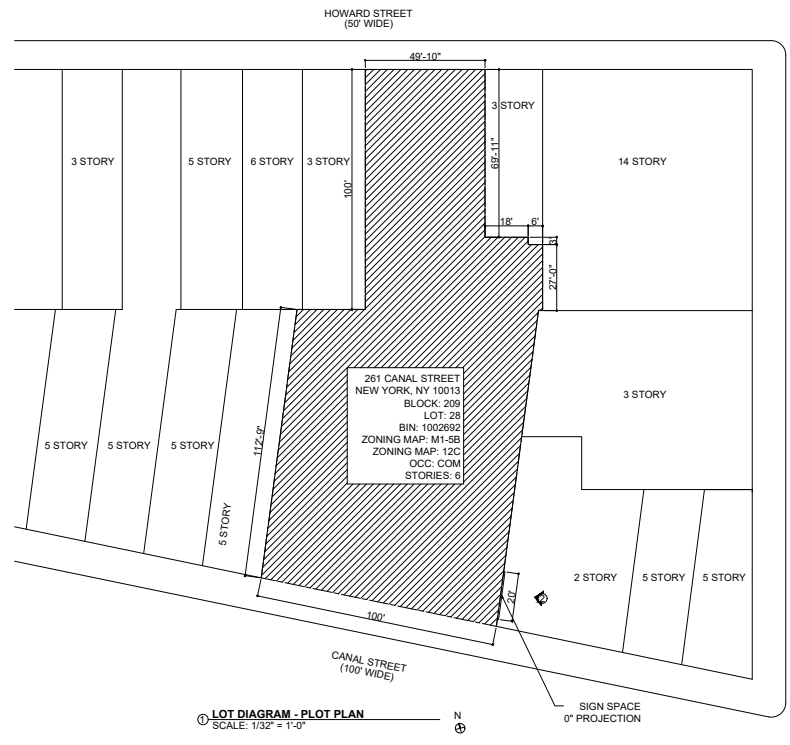 HOWARD STREET
(50' WIDE)
49'-10"
3 STORY
5 STORY
6 STORY
3 STORY
100'
3 STORY
69'-11"
14 STORY
18'
6'
3'
27'-0"
261 CANAL STREET
NEW YORK, NY 10013
BLOCK: 209
LOT: 28
BIN: 1002692
ZONING MAP: M1-5B
ZONING MAP: 12C
OCC: COM
STORIES: 6
3 STORY
5 STORY
5 STORY
5 STORY
5 STORY
112'-9"
2 STORY
5 STORY
5 STORY
20'
2
100'
CANAL STREET
(100' WIDE)
SIGN SPACE
0" PROJECTION
1 LOT DIAGRAM - PLOT PLAN
SCALE: 1/32" = 1'-0"
N